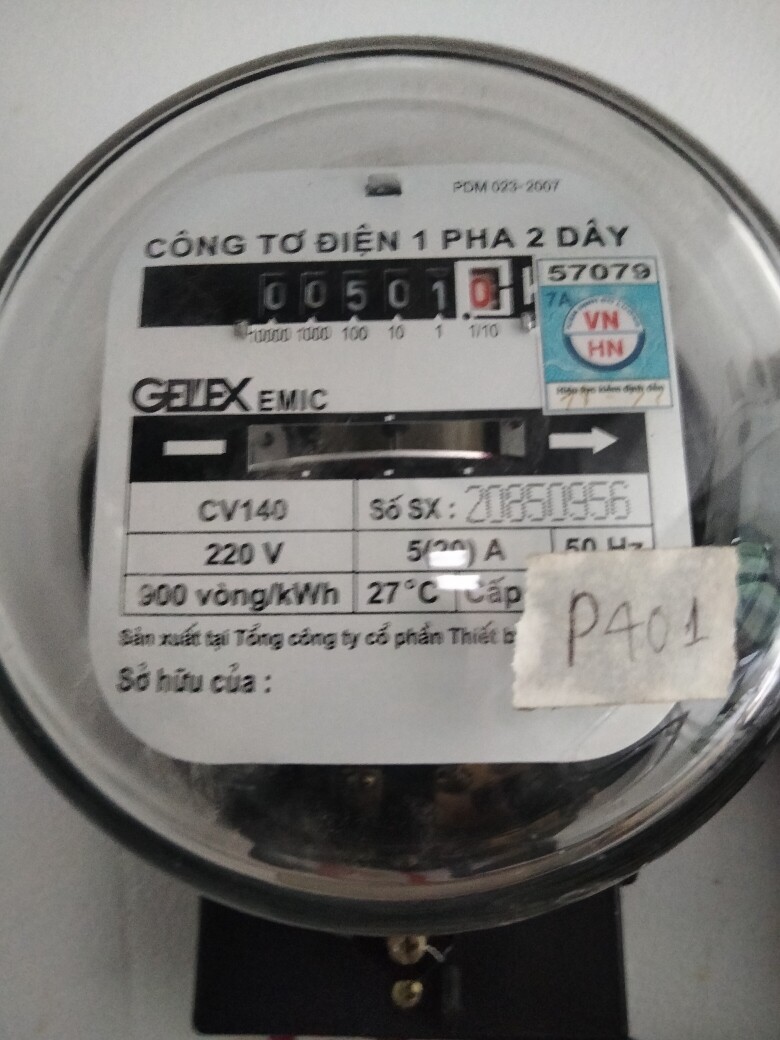 PDM 023-2007
CÔNG TƠ ĐIỆN 1 PHA 2 DÂY
0 0 5 0 1 0
10000 1000 100 10 1 1/10
57079
7A
VN
HN
GELEX EMIC
CV140 Số SX : 20850956
220 V 5(20) A 50 Hz
900 vòng/kWh 27°C Cấp
P401
Sản xuất tại Tổng công ty cổ phần Thiết
Sở hữu của :